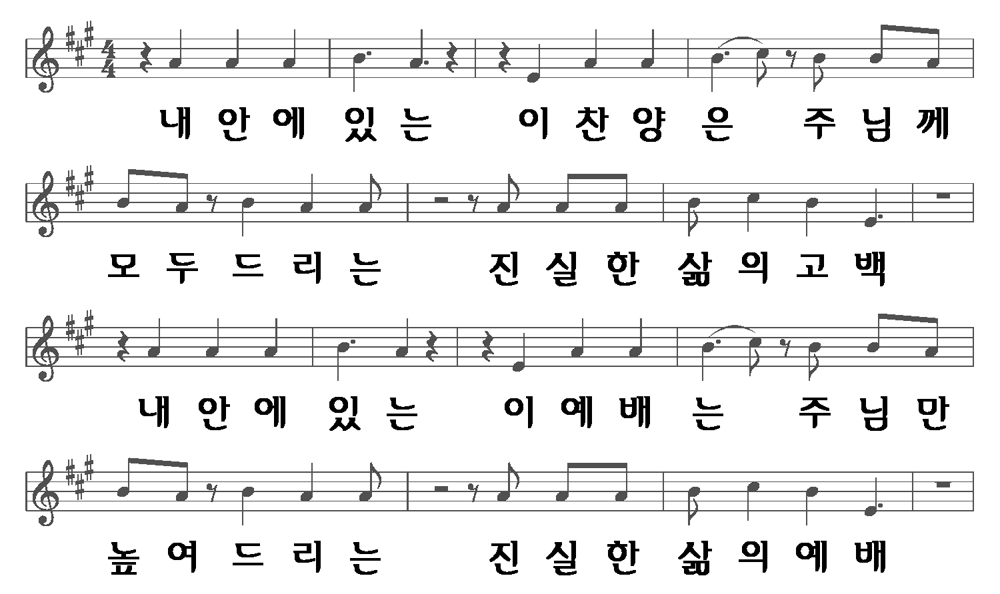 내 안 에 있 는 이 찬 양 은 주 님 께
모 두 드 리 는 진 실 한 삶 의 고 백
내 안 에 있 는 이 예 배 는 주 님 만
높 여 드 리 는 진 실 한 삶 의 예 배